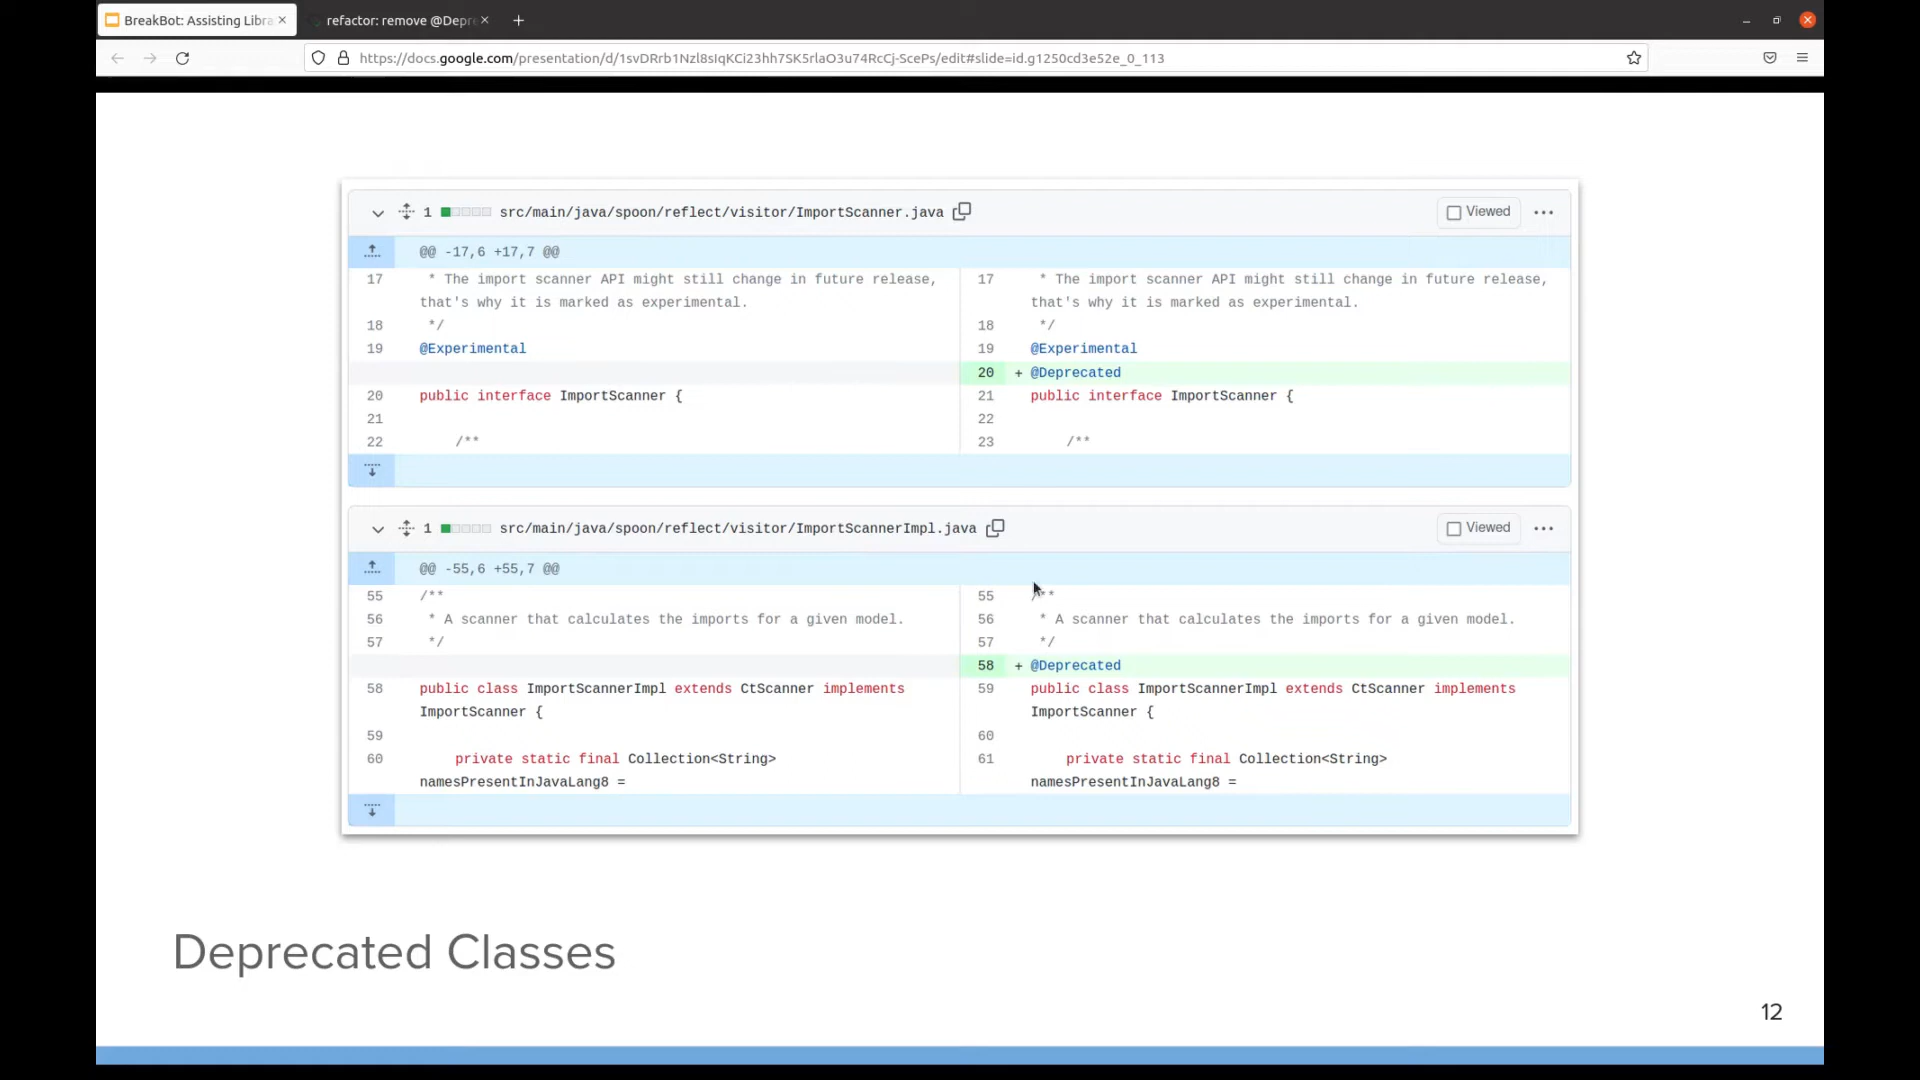 BreakBot: Assisting Libra
refactor: remove @Depre
https://docs.google.com/presentation/d/1svDRrb1Nzl8sIqKCi23hh7SK5rlaO3u74RcCj-ScePs/edit#slide=id.g1250cd3e52e_0_113
1 src/main/java/spoon/reflect/visitor/ImportScanner.java Viewed
@@ -17,6 +17,7 @@
17 * The import scanner API might still change in future release,
that's why it is marked as experimental.
18 */
19 @Experimental
20 public interface ImportScanner {
21
22 /**
17 * The import scanner API might still change in future release,
that's why it is marked as experimental.
18 */
19 @Experimental
20 + @Deprecated
21 public interface ImportScanner {
22
23 /**
1 src/main/java/spoon/reflect/visitor/ImportScannerImpl.java Viewed
@@ -55,6 +55,7 @@
55 /**
56 * A scanner that calculates the imports for a given model.
57 */
58 public class ImportScannerImpl extends CtScanner implements
ImportScanner {
59
60 private static final Collection<String>
namesPresentInJavaLang8 =
55 /**
56 * A scanner that calculates the imports for a given model.
57 */
58 + @Deprecated
59 public class ImportScannerImpl extends CtScanner implements
ImportScanner {
60
61 private static final Collection<String>
namesPresentInJavaLang8 =
Deprecated Classes
12